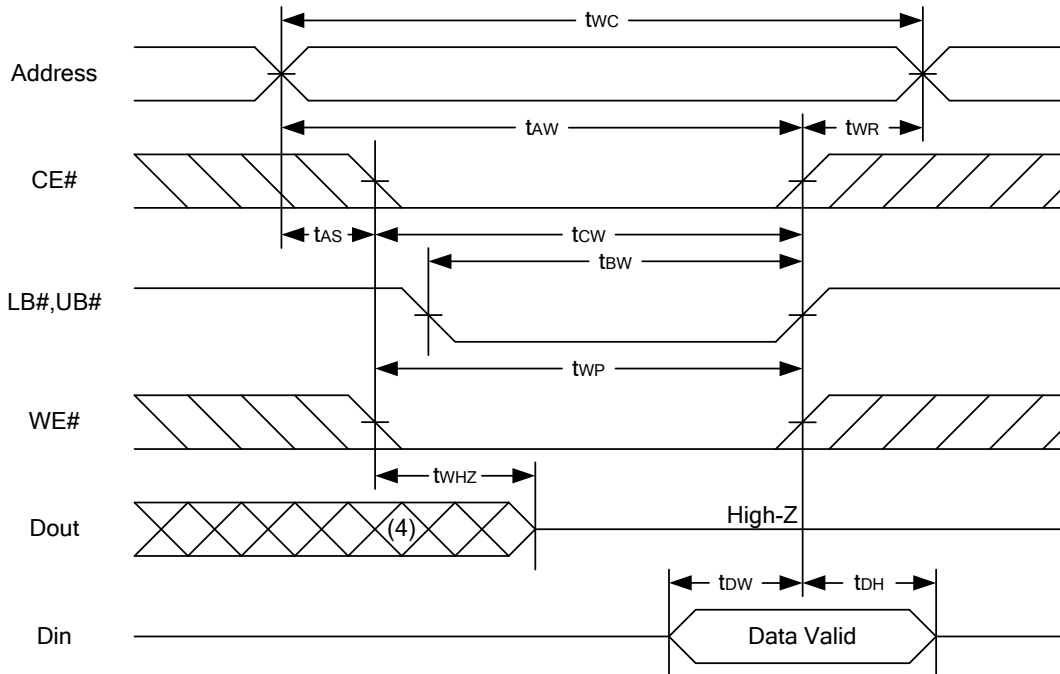 tWC
Address
tAW
tWR
CE#
tAS
tCW
tBW
LB#,UB#
tWP
WE#
tWHZ
Dout
(4)
High-Z
tDW
tDH
Din
Data Valid